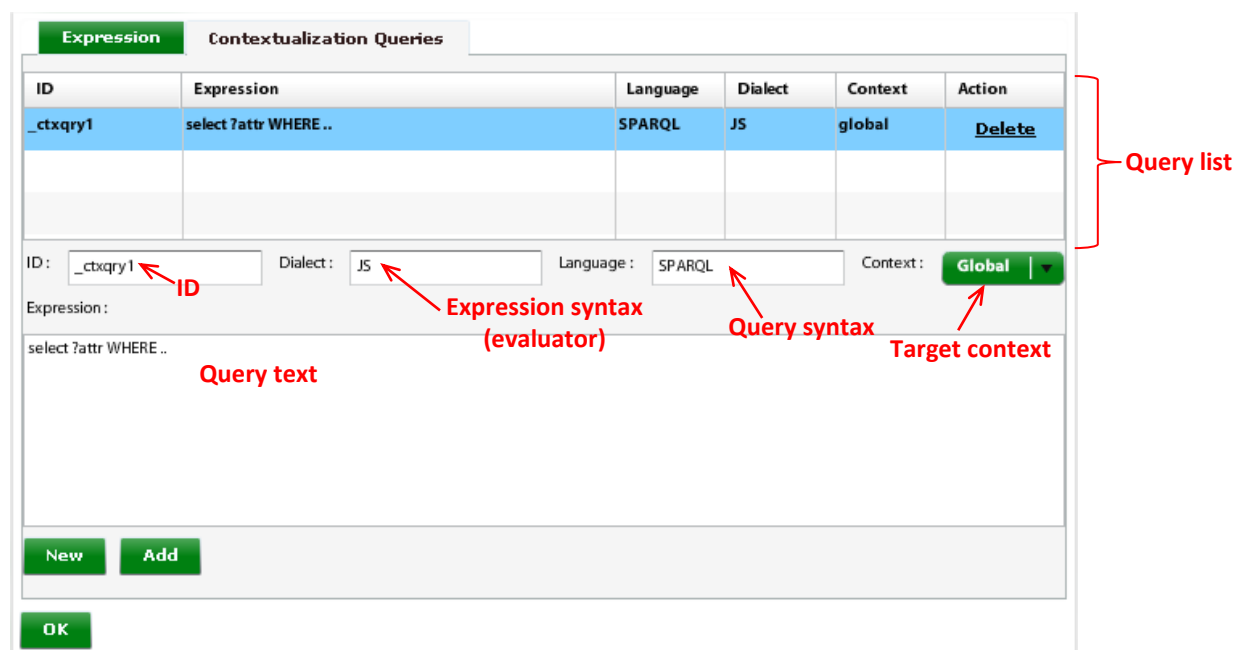 Expression Contextualization Queries
ID Expression Language Dialect Context Action
_ctxqry1 select ?attr WHERE .. SPARQL JS global Delete
Query list
ID : _ctxqry1 Dialect : JS Language : SPARQL Context : Global
ID
Expression : Expression syntax
(evaluator)
Query syntax
Target context
select ?attr WHERE ..
Query text
New Add
OK